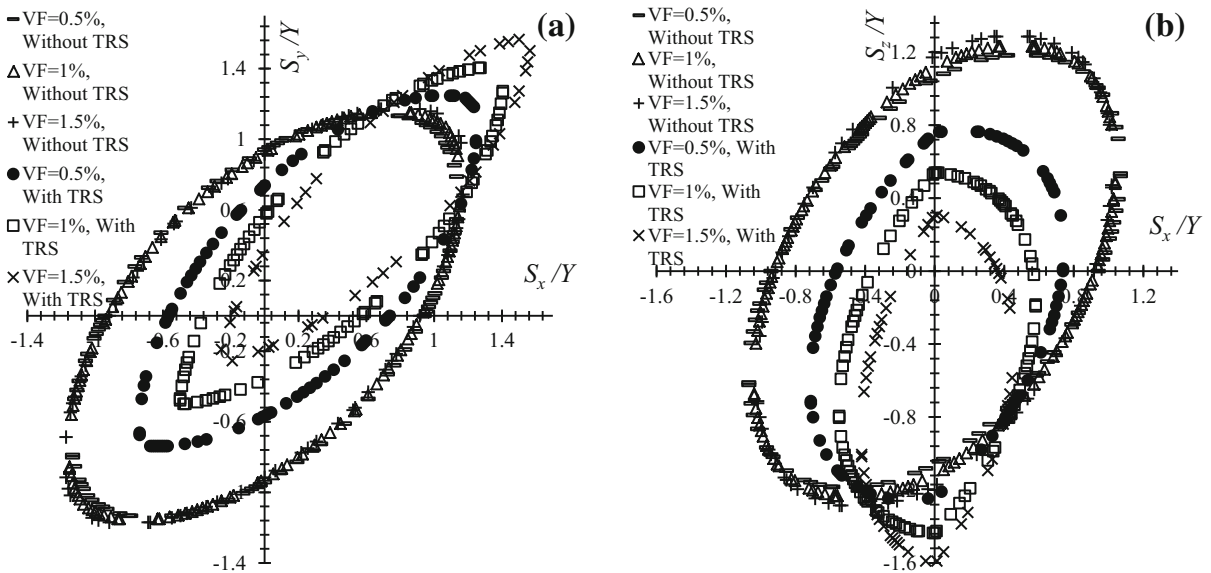 VF=0.5%,
Without TRS
VF=1%,
Without TRS
VF=1.5%,
Without TRS
VF=0.5%,
With TRS
VF=1%, With
TRS
VF=1.5%,
With TRS
(a)
S_y/Y
S_x/Y
1.4
1
0.6
0.2
-0.2
-0.6
-1.4
-1.4
-0.6
0.2
0.6
1
1.4
VF=0.5%,
Without TRS
VF=1%,
Without TRS
VF=1.5%,
Without TRS
VF=0.5%, With
TRS
VF=1%, With
TRS
VF=1.5%, With
TRS
(b)
S_z/Y
S_x/Y
1.2
0.8
0.4
0
-0.4
-0.8
-1.6
-1.6
-1.2
-0.8
-0.4
0
0.4
0.8
1.2